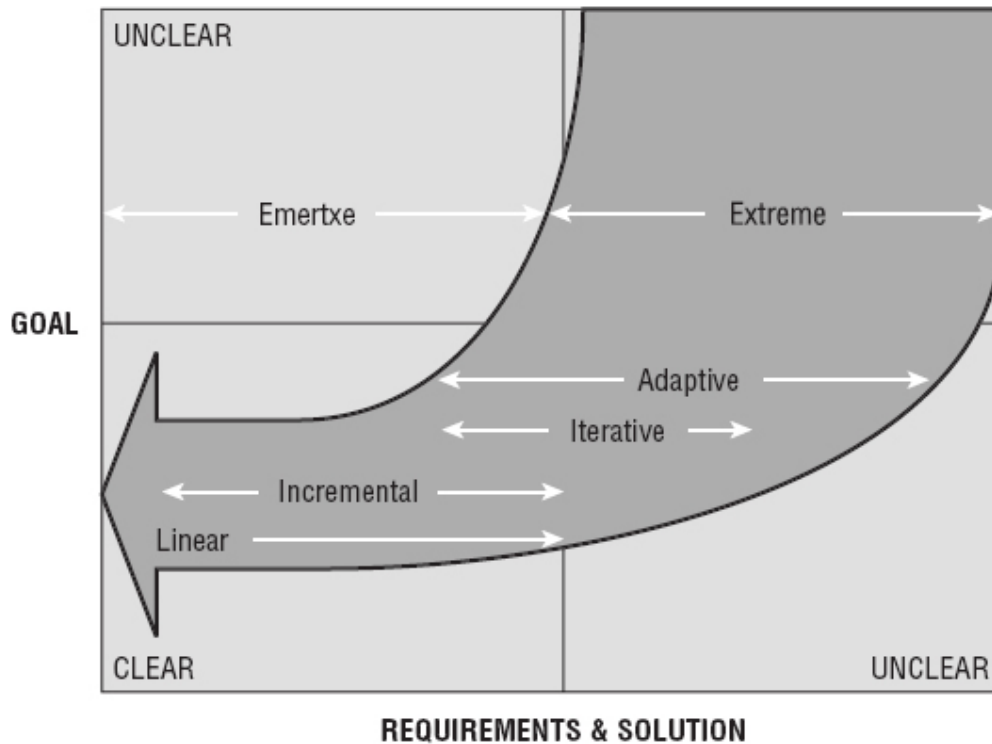 UNCLEAR
Emertxe
Extreme
GOAL
Adaptive
Iterative
Incremental
Linear
CLEAR
UNCLEAR
REQUIREMENTS & SOLUTION